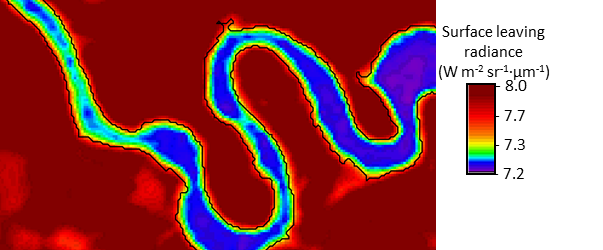 Surface leaving
radiance
(W m⁻² sr⁻¹·µm⁻¹)
8.0
7.7
7.3
7.2